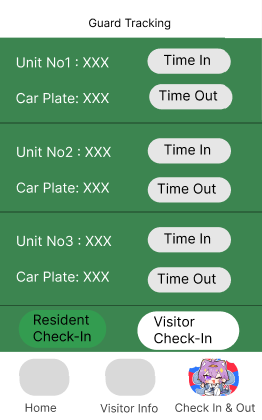 Guard Tracking
Unit No1 : XXX
Time In
Car Plate: XXX
Time Out
Unit No2 : XXX
Time In
Car Plate: XXX
Time Out
Unit No3 : XXX
Time In
Car Plate: XXX
Time Out
Resident
Check-In
Visitor
Check-In
Home
Visitor Info
Check In & Out